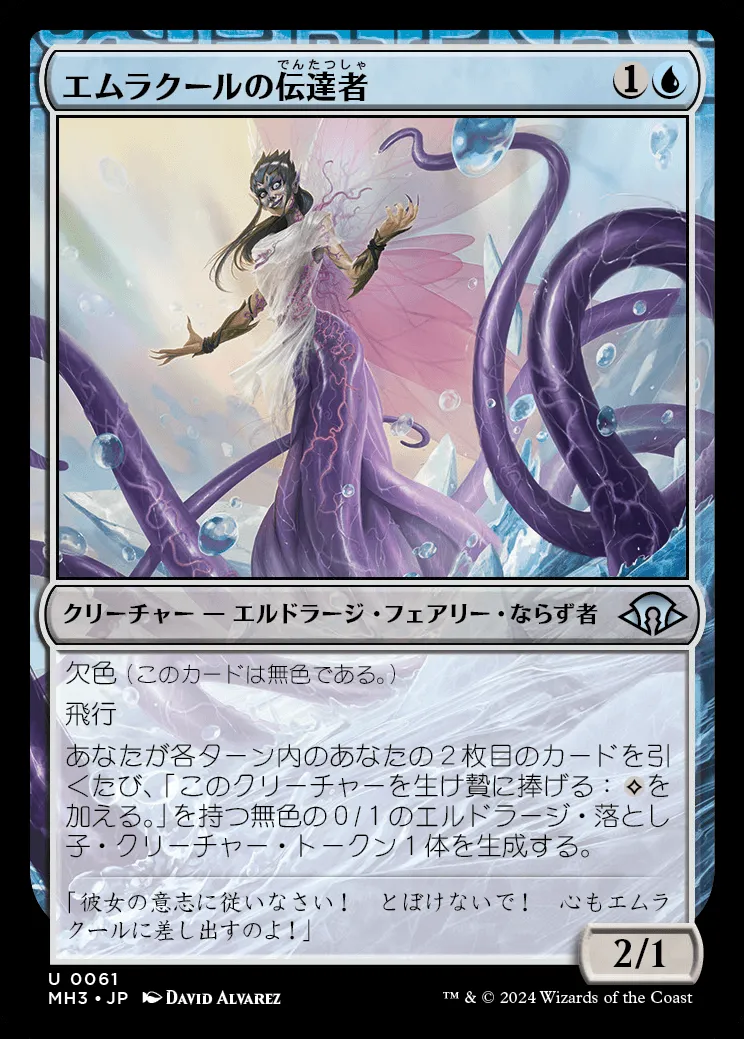 でんたつしゃ
エムラクールの伝達者 1
クリーチャー — エルドラージ・フェアリー・ならず者
欠色（このカードは無色である。）
飛行
あなたが各ターン内のあなたの２枚目のカードを引
くたび、「このクリーチャーを生け贄に捧げる：を
加える。」を持つ無色の０/１のエルドラージ・落とし
子・クリーチャー・トークン１体を生成する。
「彼女の意志に従いなさい！　とぼけないで！　心もエムラ
クールに差し出すのよ！」
2/1
U 0061
MH3 • JP DAVID ALVAREZ
™ & © 2024 Wizards of the Coast